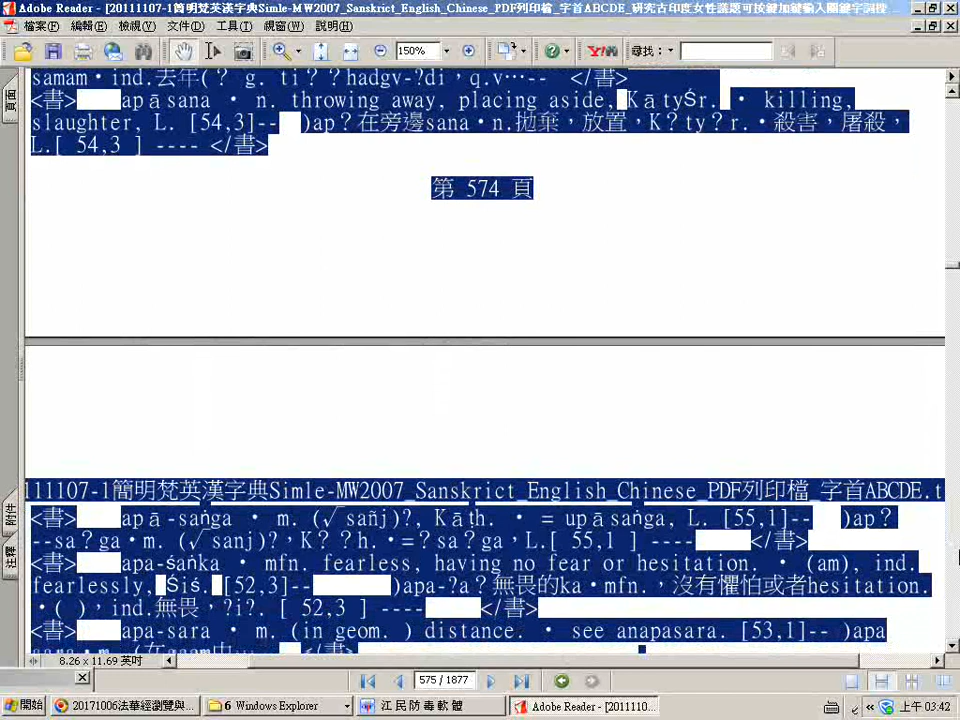 Adobe Reader - [20111107-1簡明梵英漢字典Simle-MW2007_Sanskrict_English_Chinese_PDF列印檔_字首ABCDE_研究古印度女性議題可按鍵加鍵輸入關鍵字詞搜
檔案(F) 編輯(E) 檢視(V) 文件(D) 工具(T) 視窗(W) 說明(H)
150% Y! 尋找:
頁面
samam‧ind.去年(? g. ti??hadgv-?di,q.v…-- </書>
<書> apāsana ‧ n. throwing away, placing aside, KātyŚr. ‧ killing,
slaughter, L. [54,3]-- )ap?在旁邊sana‧n.拋棄,放置,K?ty?r.‧殺害,屠殺,
L.[ 54,3 ] ---- </書>
第 574 頁
111107-1簡明梵英漢字典Simle-MW2007_Sanskrict_English_Chinese_PDF列印檔_字首ABCDE.t
<書> apā-saṅga ‧ m. (√sañj)?, Kāṭh. ‧ = upāsaṅga, L. [55,1]-- )ap?
--sa?ga‧m.(√sanj)?,K??h.‧=?sa?ga,L.[ 55,1 ] ---- </書>
<書> apa-śaṅka ‧ mfn. fearless, having no fear or hesitation. ‧ (am), ind.
fearlessly, Śiś. [52,3]-- )apa-?a?無畏的ka‧mfn.,沒有懼怕或者hesitation.
‧( ),ind.無畏,?i?.[ 52,3 ] ---- </書>
<書> apa-sara ‧ m. (in geom. ) distance. ‧ see anapasara. [53,1]-- )apa
附件
注釋
8.26 x 11.69 英吋
575 / 1877
開始 20171006法華經瀏覽與... 6 Windows Explorer 江民防毒軟體 Adobe Reader - [2011110... 上午 03:42